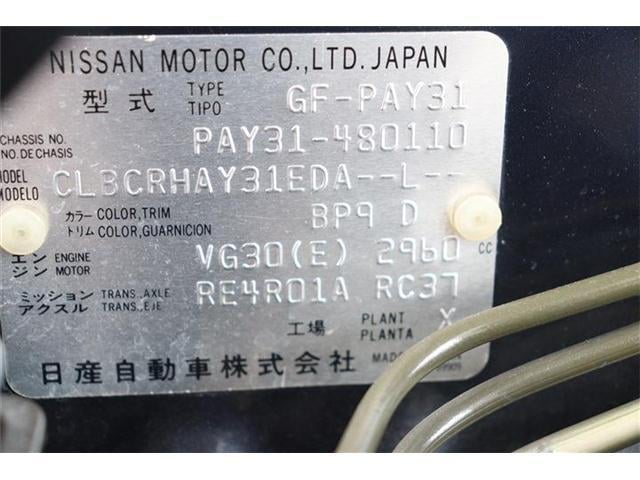 NISSAN MOTOR CO.,LTD.JAPAN
型式 TYPE TIPO GF-PAY31
CHASSIS NO. NO.DE CHASIS PAY31-480110
MODEL MODELO CLBCRHAY31EDA--L--
カラー COLOR,TRIM トリム COLOR,GUARNICION BP9 D
エンジン ENGINE MOTOR VG30(E) 2960 CC
ミッション TRANS.,AXLE アクスル TRANS.,EJE RE4R01A RC37
工場 PLANT PLANTA X
日産自動車株式会社 MADE